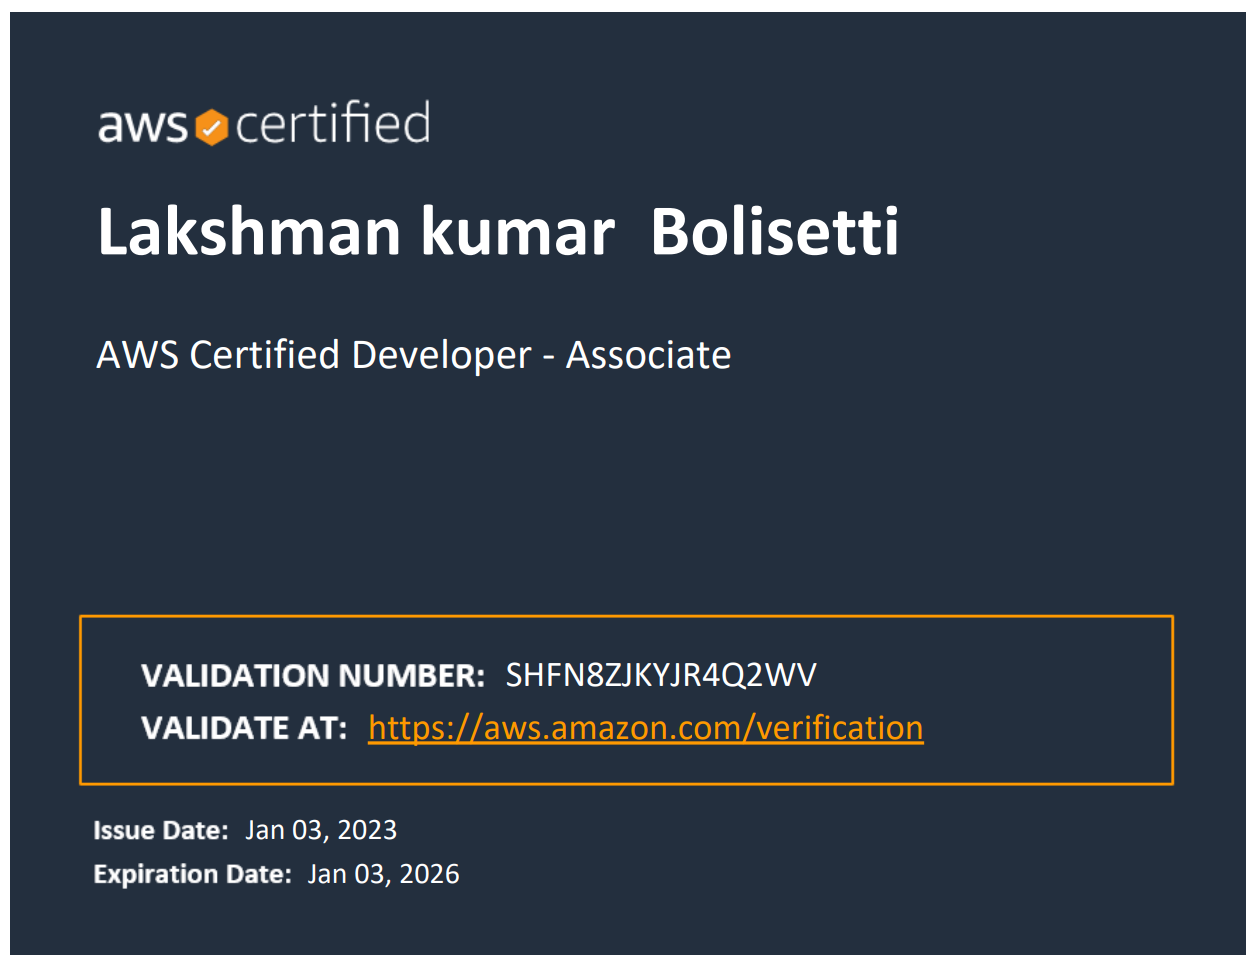 aws certified
Lakshman kumar  Bolisetti
AWS Certified Developer - Associate
VALIDATION NUMBER: SHFN8ZJKYJR4Q2WV
VALIDATE AT: https://aws.amazon.com/verification
Issue Date: Jan 03, 2023
Expiration Date: Jan 03, 2026